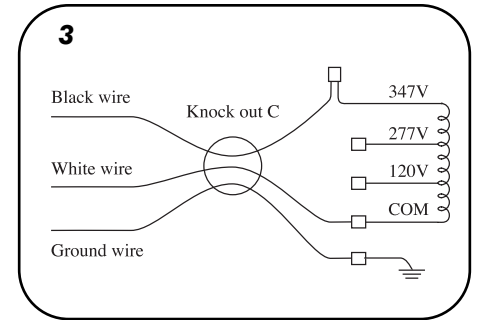 3
Black wire
Knock out C
White wire
Ground wire
347V
277V
120V
COM